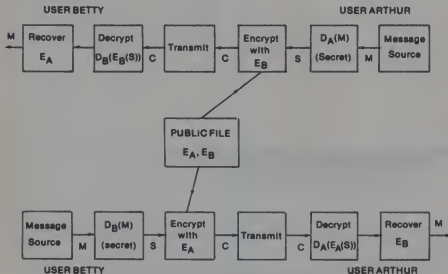 USER BETTY USER ARTHUR
M Recover E_A Decrypt D_B(E_B(S)) C Transmit C Encrypt with E_B S D_A(M) (Secret) M Message Source
PUBLIC FILE
E_A, E_B
Message Source M D_B(M) (secret) S Encrypt with E_A C Transmit C Decrypt D_A(E_A(S)) Recover E_B M
USER BETTY USER ARTHUR